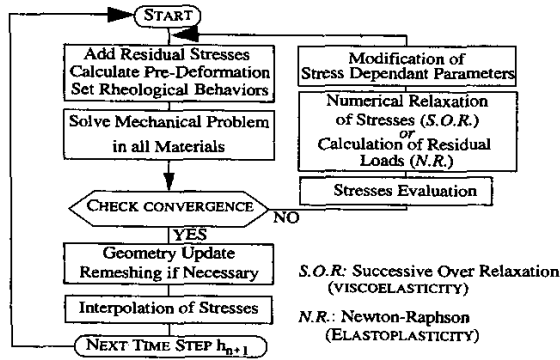 START
Add Residual Stresses
Calculate Pre-Deformation
Set Rheological Behaviors
Solve Mechanical Problem
in all Materials
CHECK CONVERGENCE
NO
YES
Geometry Update
Remeshing if Necessary
Interpolation of Stresses
NEXT TIME STEP hn+1
Modification of
Stress Dependant Parameters
Numerical Relaxation
of Stresses (S.O.R.)
or
Calculation of Residual
Loads (N.R.)
Stresses Evaluation
S.O.R: Successive Over Relaxation
(VISCOELASTICITY)
N.R.: Newton-Raphson
(ELASTOPLASTICITY)